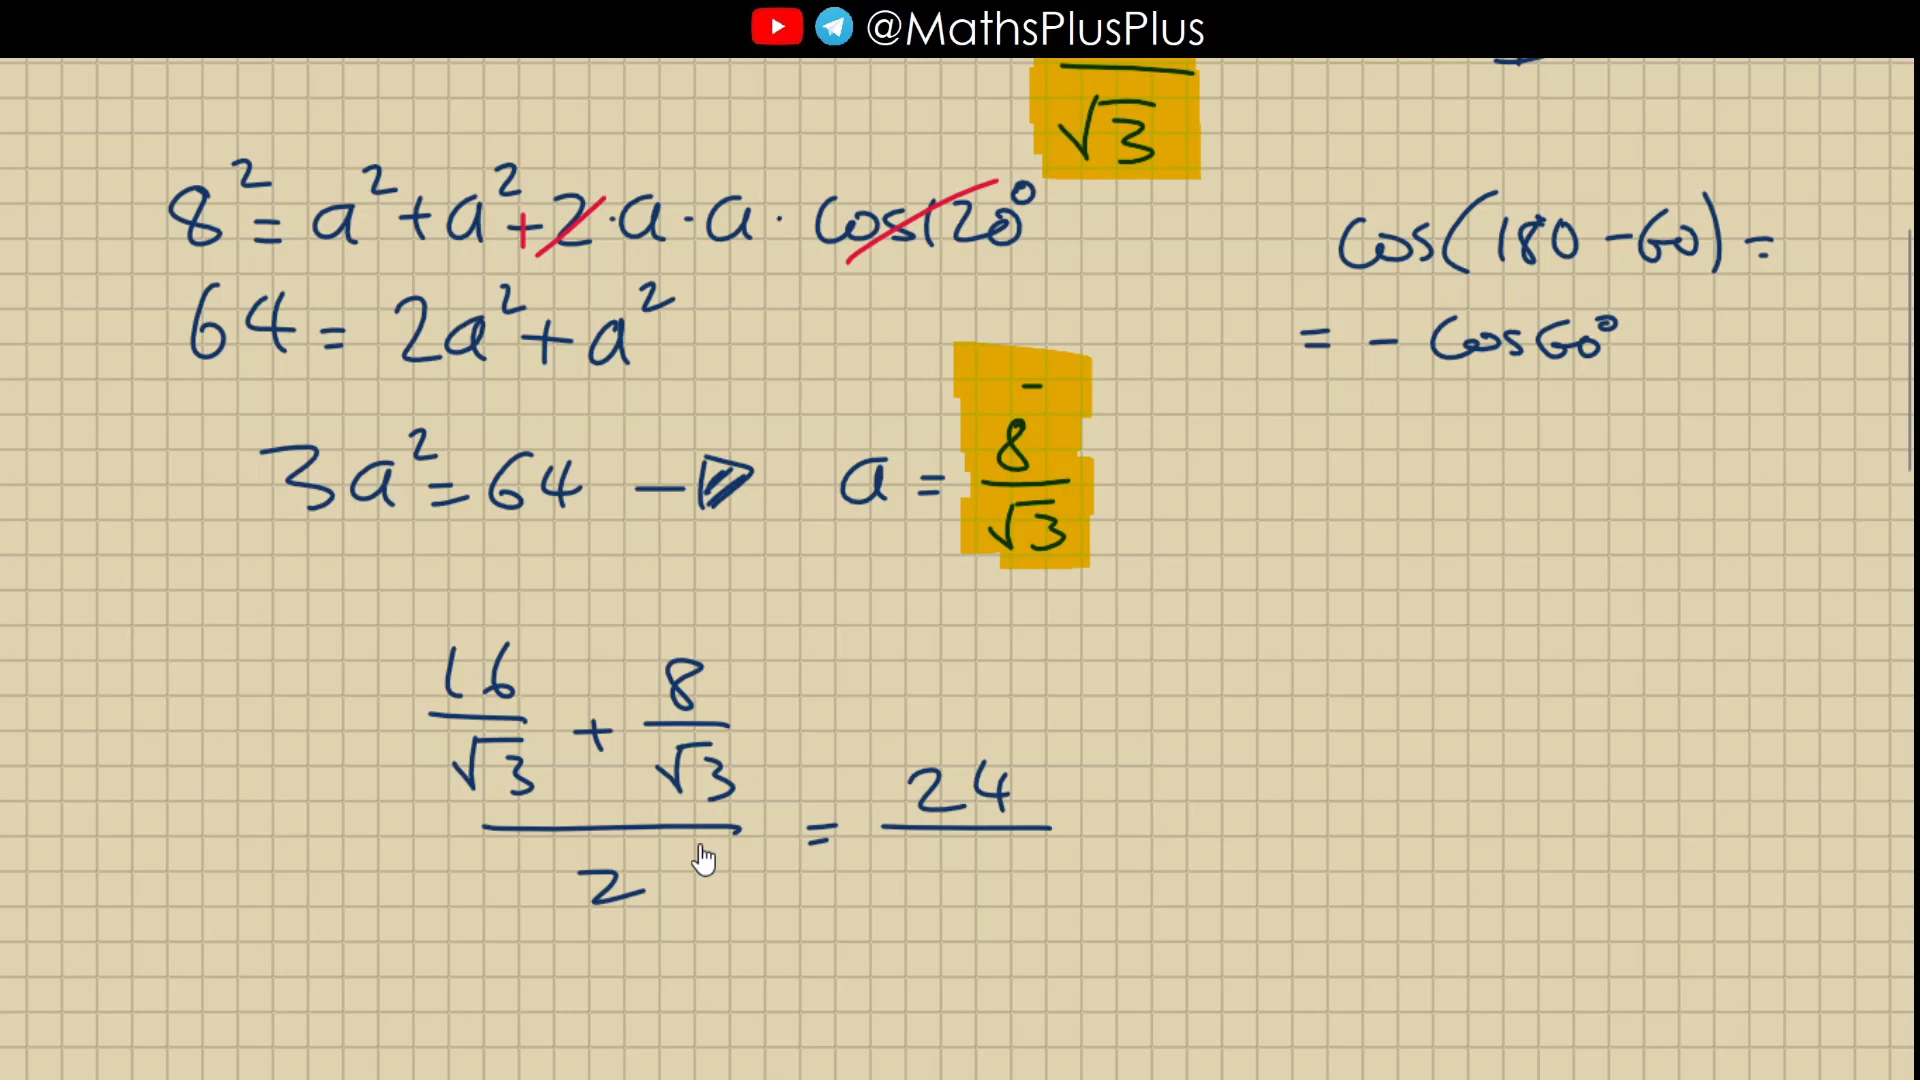 @MathsPlusPlus
√3
8² = a² + a² + 2 · a · a · cos120°
cos(180 - 60) =
64 = 2a² + a²
= - cos60°
3a² = 64 → a = 8/√3
(16/√3 + 8/√3)/2 = 24